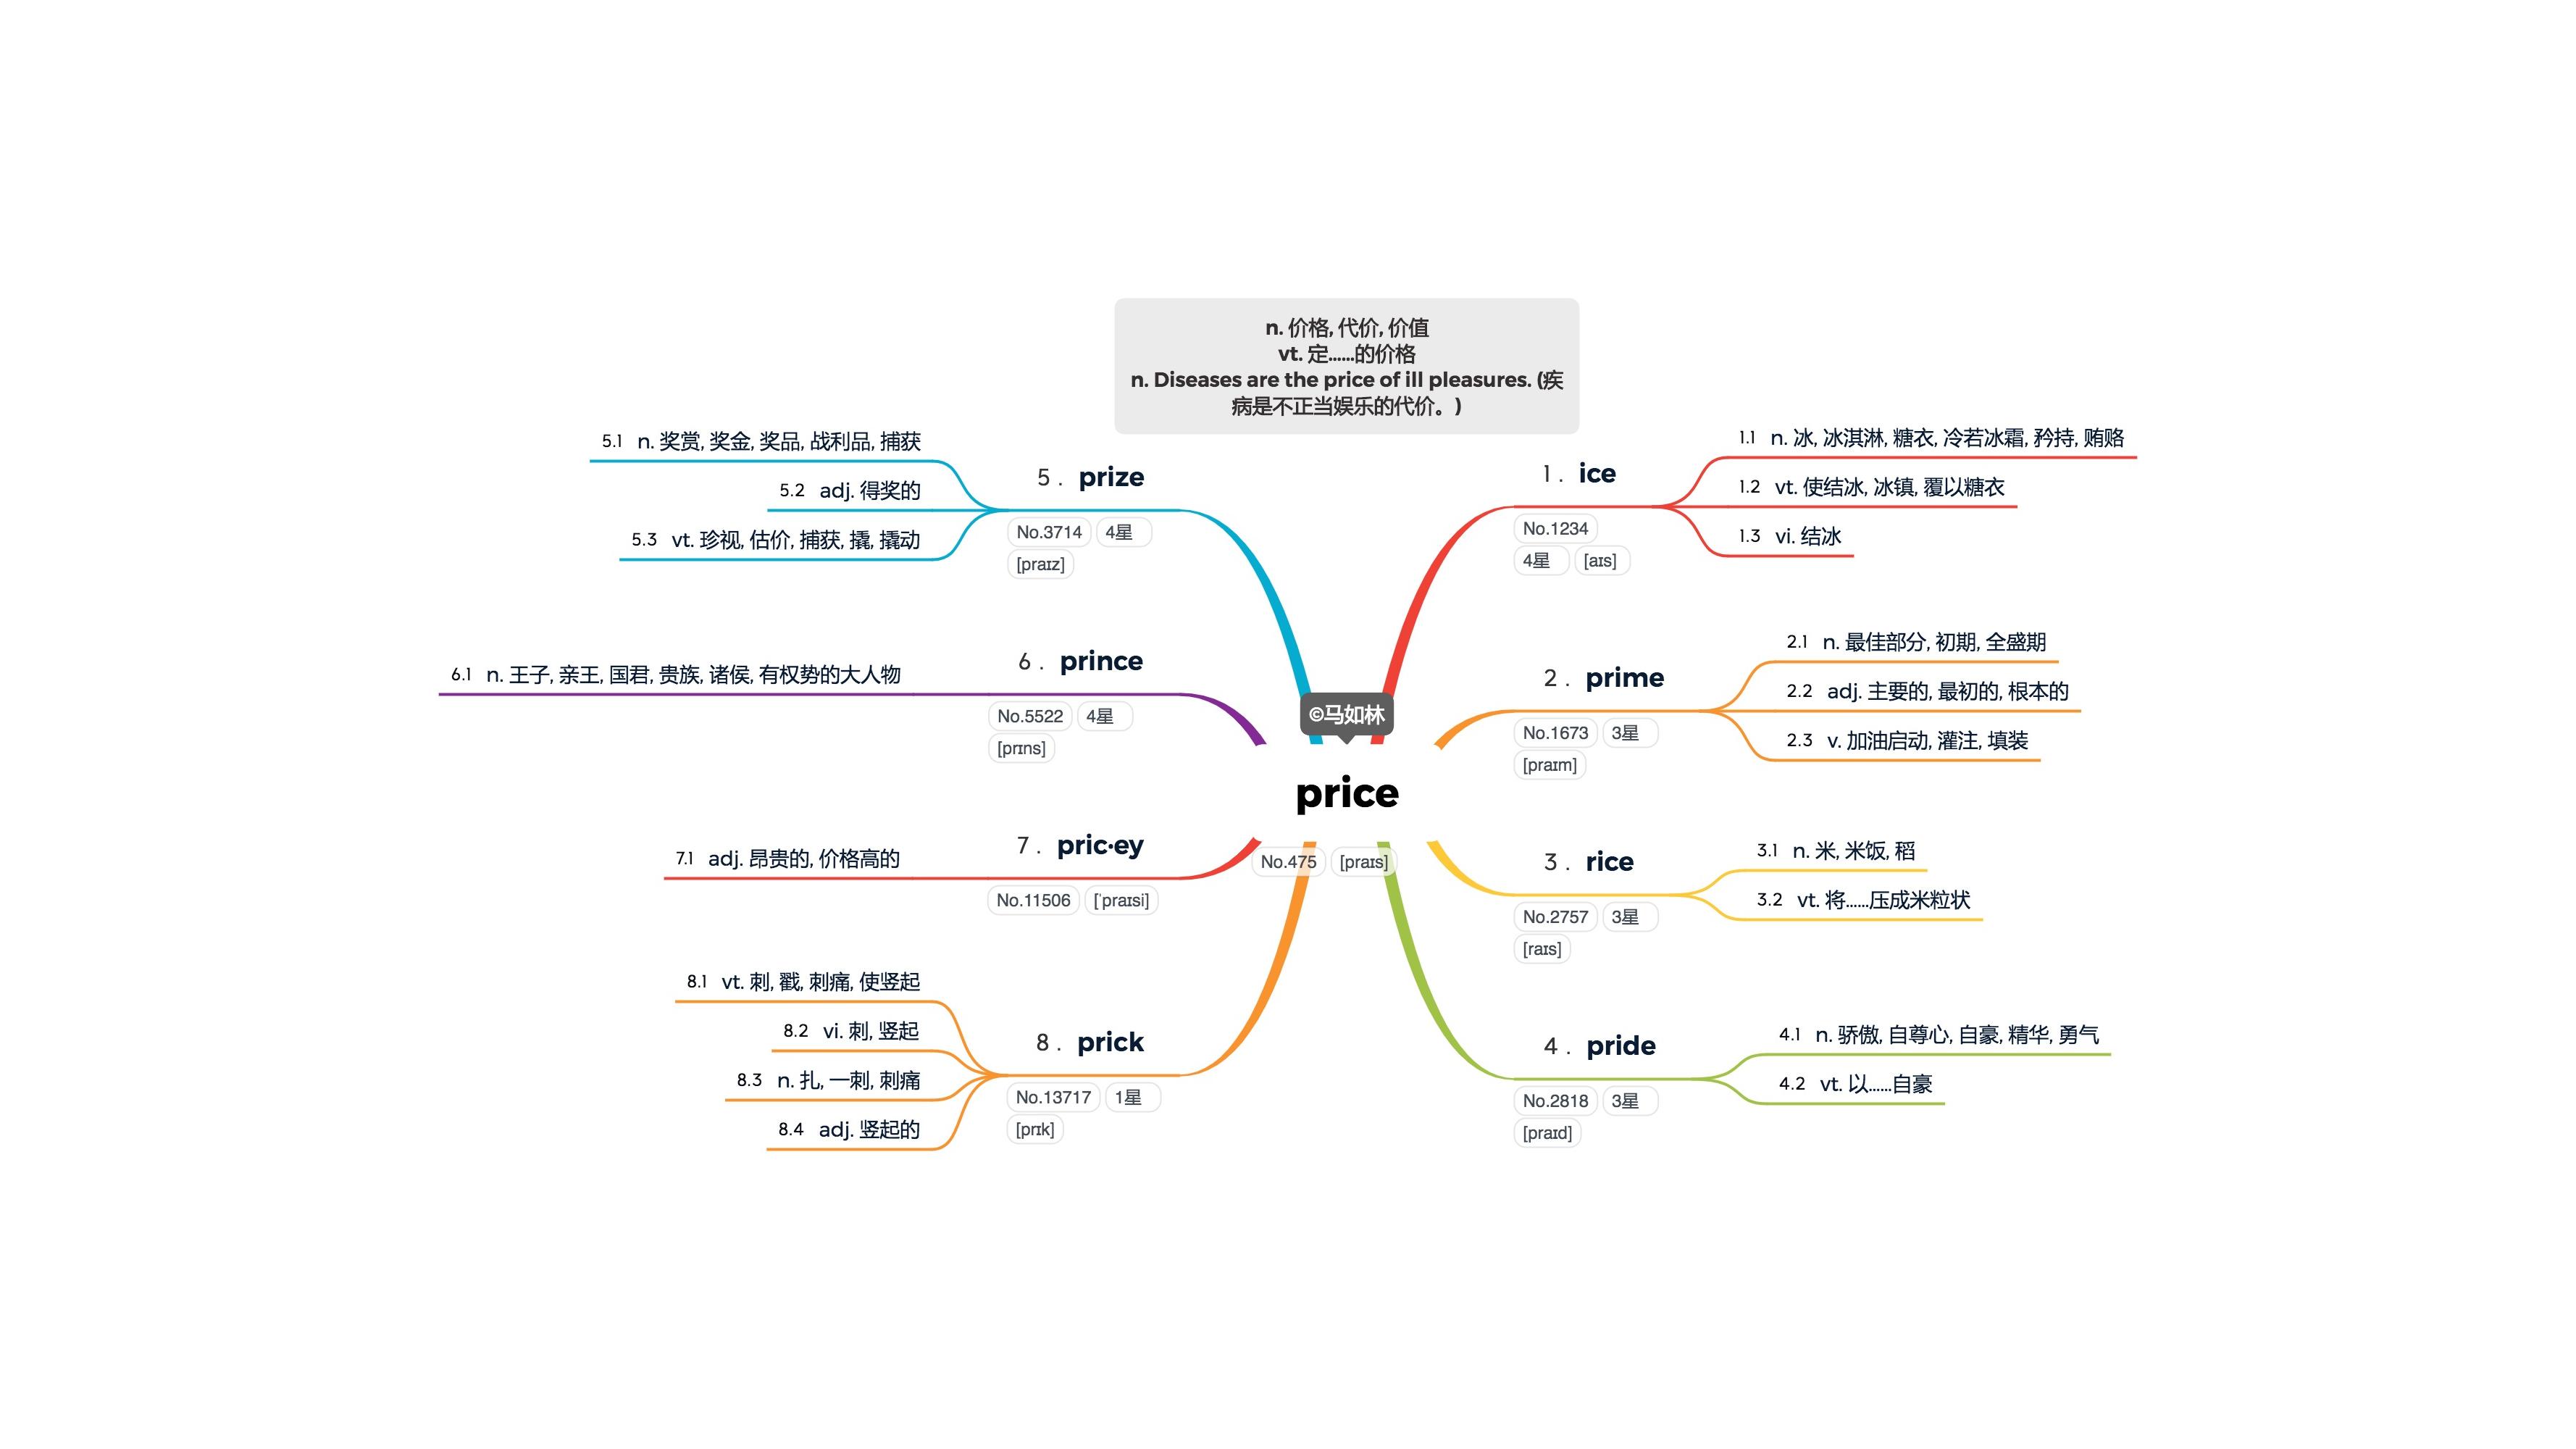 n. 价格, 代价, 价值
vt. 定……的价格
n. Diseases are the price of ill pleasures. (疾
病是不正当娱乐的代价。)
©马如林
price
No.475 [praɪs]
1 . ice
No.1234
4星 [aɪs]
1.1 n. 冰, 冰淇淋, 糖衣, 冷若冰霜, 矜持, 贿赂
1.2 vt. 使结冰, 冰镇, 覆以糖衣
1.3 vi. 结冰
2 . prime
No.1673 3星
[praɪm]
2.1 n. 最佳部分, 初期, 全盛期
2.2 adj. 主要的, 最初的, 根本的
2.3 v. 加油启动, 灌注, 填装
3 . rice
No.2757 3星
[raɪs]
3.1 n. 米, 米饭, 稻
3.2 vt. 将……压成米粒状
4 . pride
No.2818 3星
[praɪd]
4.1 n. 骄傲, 自尊心, 自豪, 精华, 勇气
4.2 vt. 以……自豪
5 . prize
No.3714 4星
[praɪz]
5.1 n. 奖赏, 奖金, 奖品, 战利品, 捕获
5.2 adj. 得奖的
5.3 vt. 珍视, 估价, 捕获, 撬, 撬动
6 . prince
No.5522 4星
[prɪns]
6.1 n. 王子, 亲王, 国君, 贵族, 诸侯, 有权势的大人物
7 . pric·ey
No.11506 [ˈpraɪsi]
7.1 adj. 昂贵的, 价格高的
8 . prick
No.13717 1星
[prɪk]
8.1 vt. 刺, 戳, 刺痛, 使竖起
8.2 vi. 刺, 竖起
8.3 n. 扎, 一刺, 刺痛
8.4 adj. 竖起的